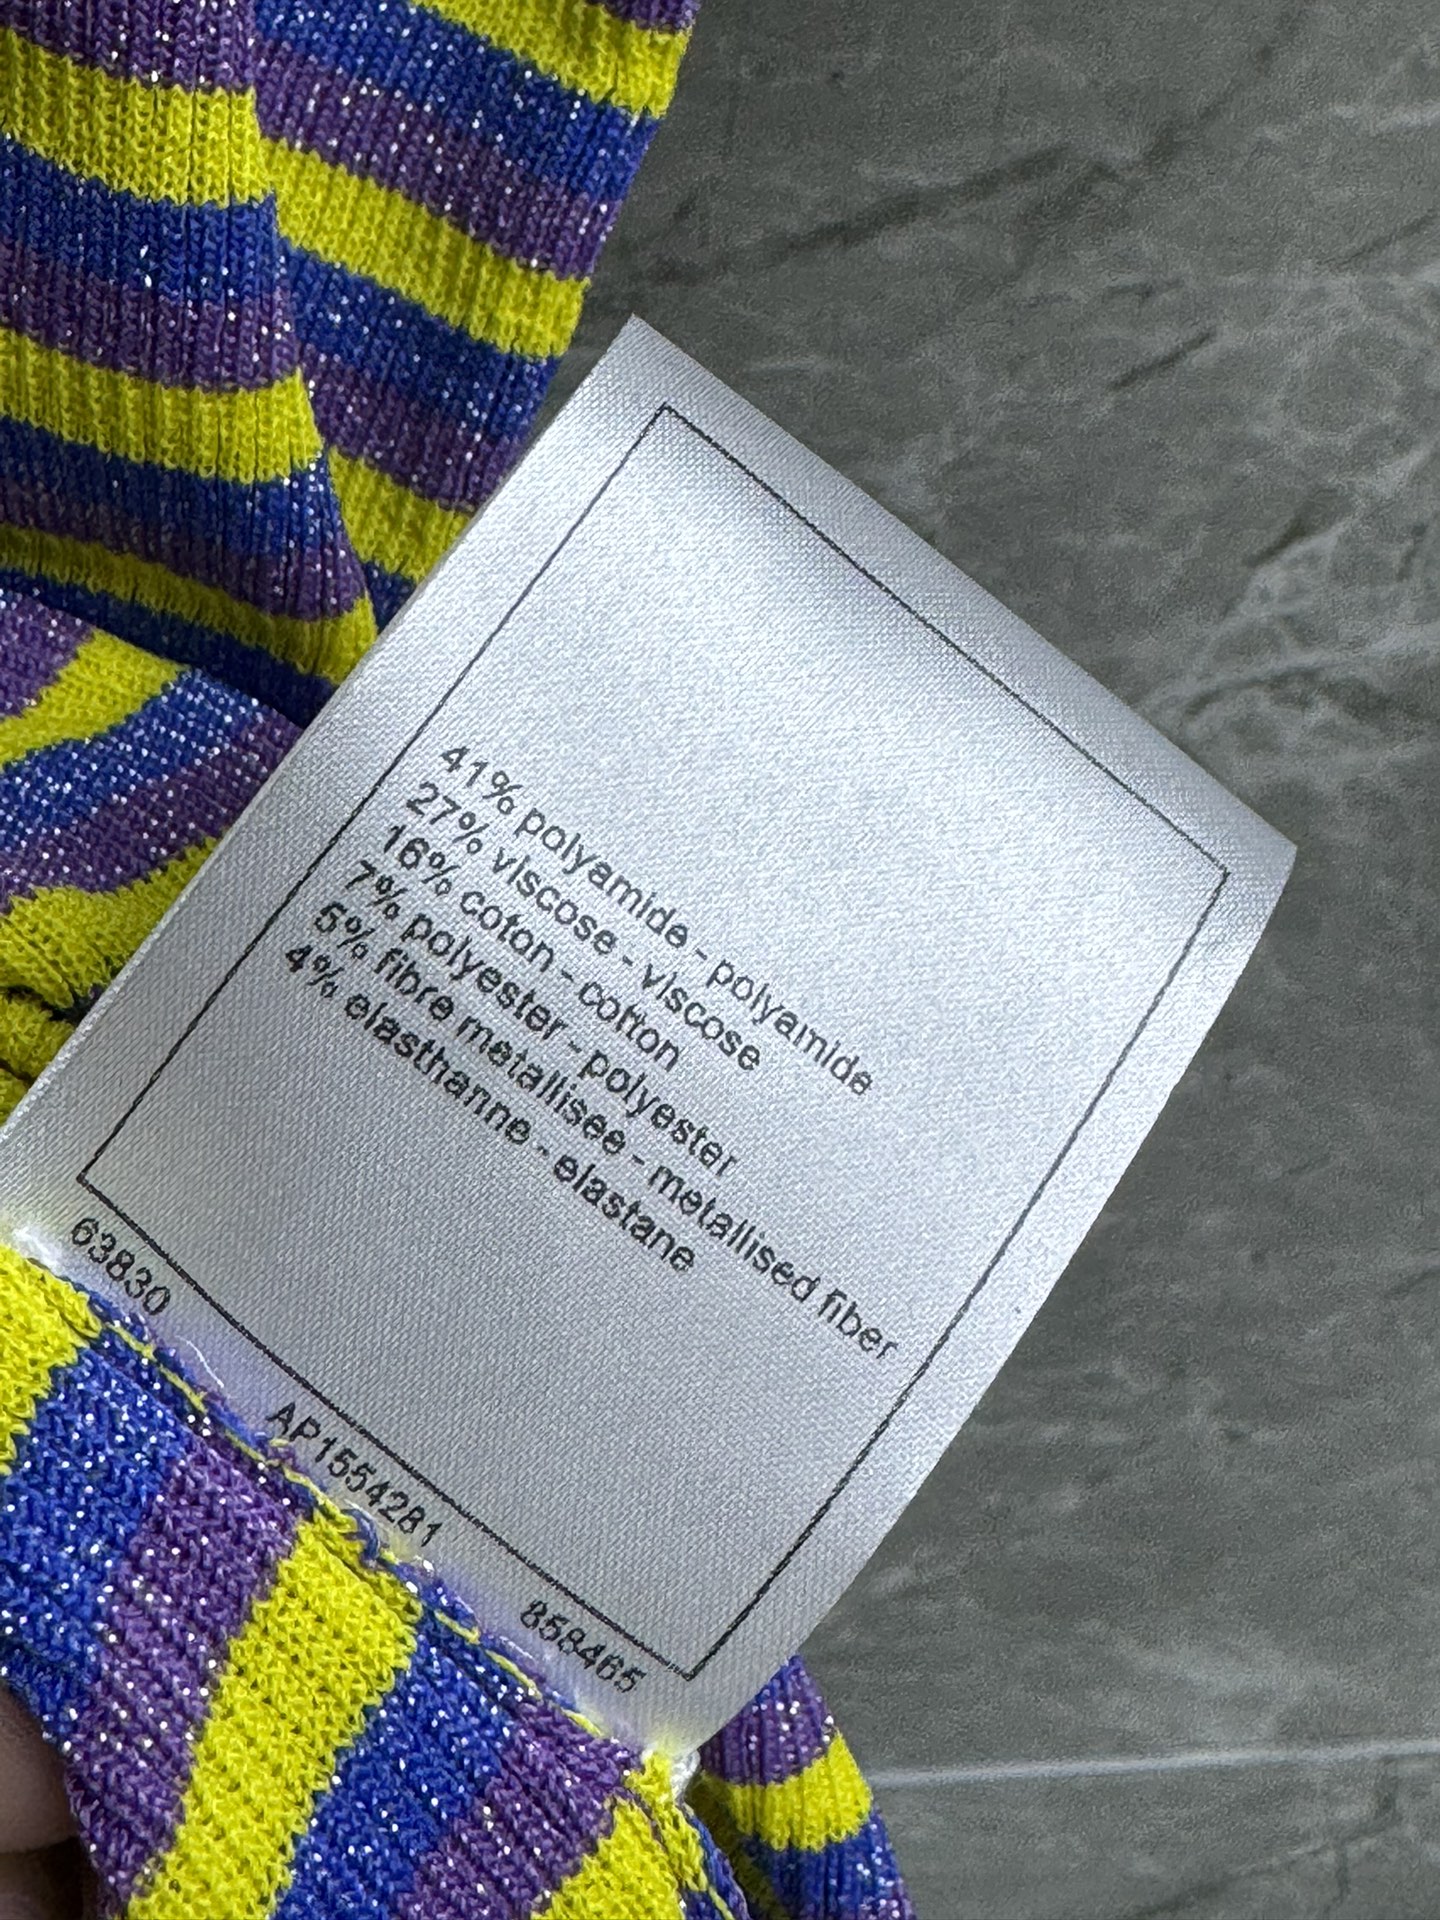 41% polyamide - polyamide
27% viscose - viscose
16% coton - cotton
7% polyester - polyester
5% fibre metallisee - metallised fiber
4% elasthanne - elastane
63830
AP1554281
858465